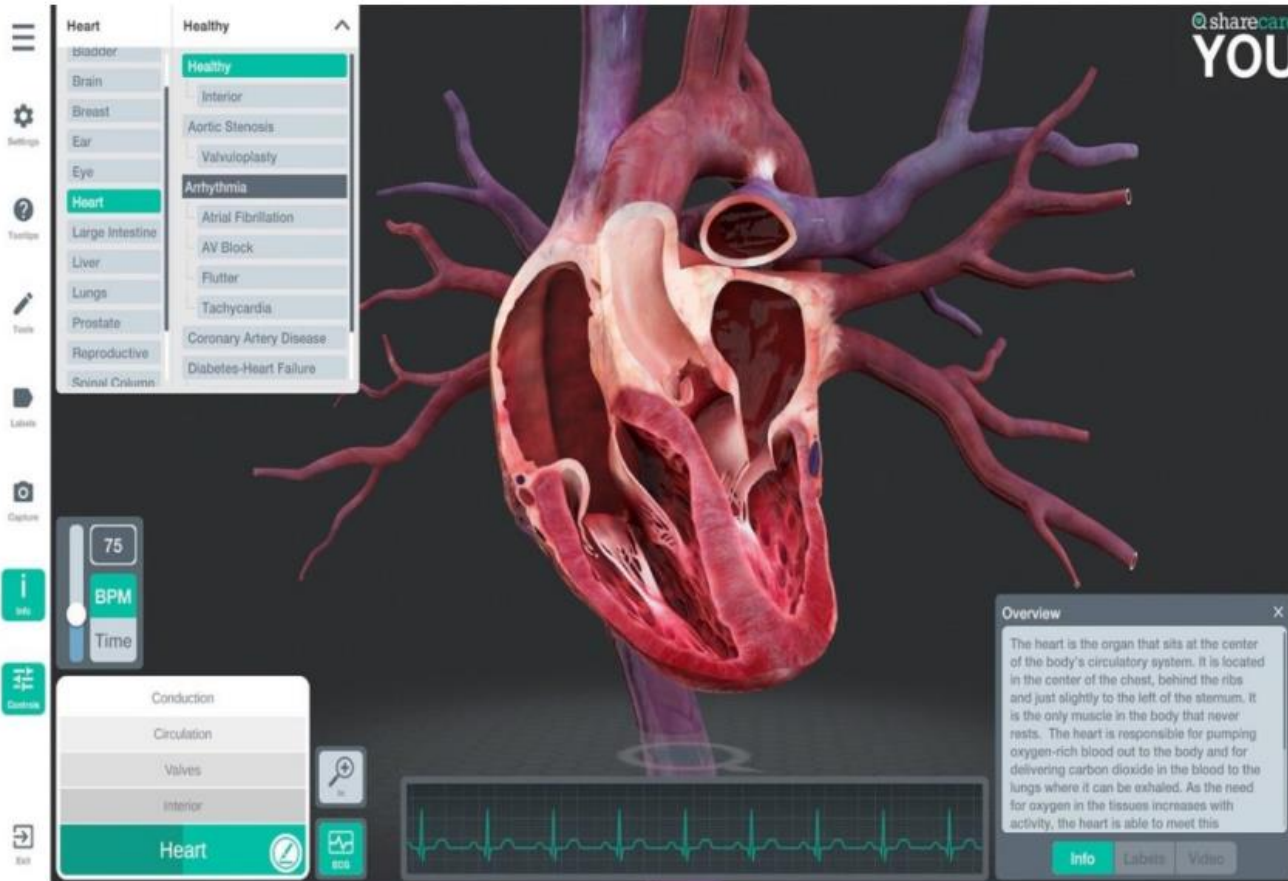 Heart
Healthy
Bladder
Brain
Breast
Ear
Eye
Heart
Large Intestine
Liver
Lungs
Prostate
Reproductive
Spinal Column
Healthy
Interior
Aortic Stenosis
Valvuloplasty
Arrhythmia
Atrial Fibrillation
AV Block
Flutter
Tachycardia
Coronary Artery Disease
Diabetes-Heart Failure
sharecare
YOU
Settings
Tooltips
Tools
Labels
Capture
Info
Controls
Exit
75
BPM
Time
Conduction
Circulation
Valves
Interior
Heart
In
ECG
Overview
X
The heart is the organ that sits at the center
of the body's circulatory system. It is located
in the center of the chest, behind the ribs
and just slightly to the left of the sternum. It
is the only muscle in the body that never
rests. The heart is responsible for pumping
oxygen-rich blood out to the body and for
delivering carbon dioxide in the blood to the
lungs where it can be exhaled. As the need
for oxygen in the tissues increases with
activity, the heart is able to meet this
Info
Labels
Video